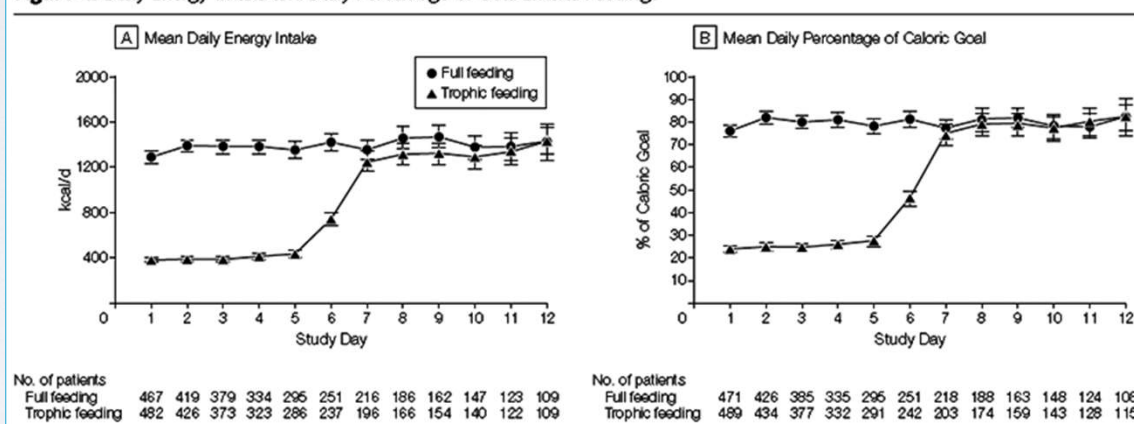 A Mean Daily Energy Intake
Full feeding
Trophic feeding
2000
1600
1200
800
400
0
kcal/d
1 2 3 4 5 6 7 8 9 10 11 12
Study Day
No. of patients
Full feeding 467 419 379 334 295 251 216 186 162 147 123 109
Trophic feeding 482 426 373 323 286 237 196 166 154 140 122 109
B Mean Daily Percentage of Caloric Goal
100
90
80
70
60
50
40
30
20
10
0
% of Caloric Goal
1 2 3 4 5 6 7 8 9 10 11 12
Study Day
No. of patients
Full feeding 471 426 385 335 295 251 218 188 163 148 124 108
Trophic feeding 489 434 377 332 291 242 203 174 159 143 128 115